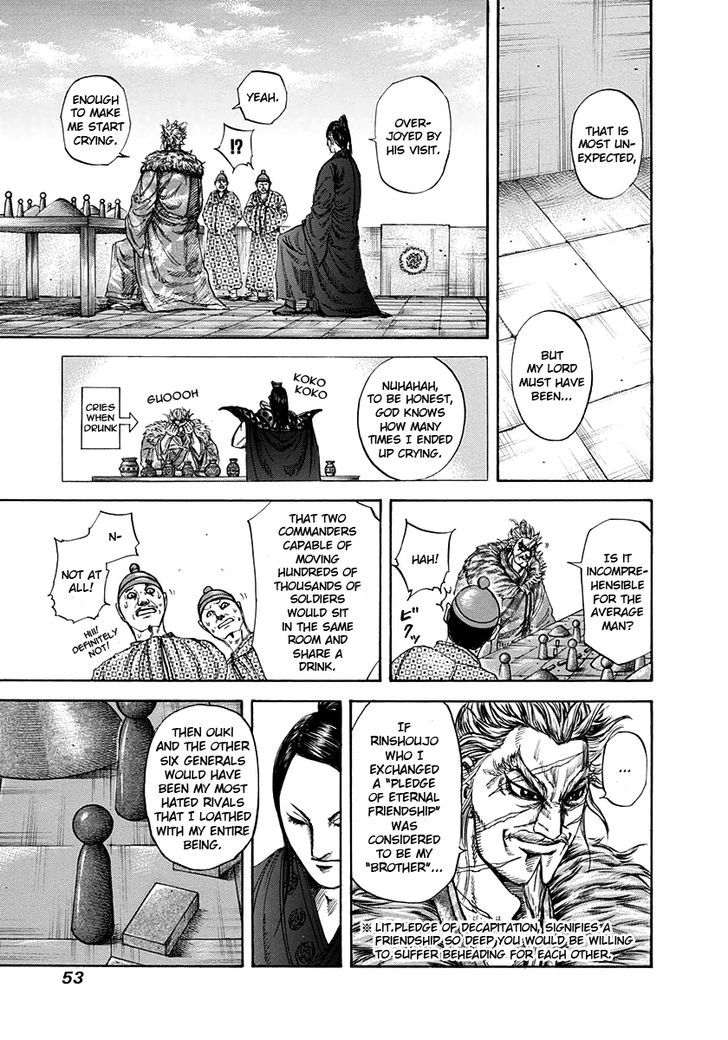 THAT IS
MOST UN-
EXPECTED,
BUT
MY LORD
MUST HAVE
BEEN...
OVER-
JOYED BY
HIS VISIT.
YEAH.
!?
ENOUGH
TO MAKE
ME START
CRYING.
NUHAHAH,
TO BE
HONEST,
GOD KNOWS
HOW MANY
TIMES I ENDED
UP CRYING.
KOKO
KOKO
GUOOOH
CRIES
WHEN
DRUNK
IS IT
INCOMPRE-
HENSIBLE
FOR THE
AVERAGE
MAN?
HAH!
ビクッ
THAT TWO
COMMANDERS
CAPABLE OF
MOVING
HUNDREDS OF
THOUSANDS OF
SOLDIERS
WOULD SIT
IN THE SAME
ROOM AND
SHARE A
DRINK.
N-
NOT AT
ALL!
HIII!
DEFINITELY
NOT!
...
IF
RINSHOUJO
WHO I
EXCHANGED
A "PLEDGE
OF ETERNAL
FRIENDSHIP"
WAS
CONSIDERED
TO BE MY
"BROTHER"...
※ LIT.PLEDGE OF DECAPITATION, SIGNIFIES A
FRIENDSHIP SO DEEP YOU WOULD BE WILLING
TO SUFFER BEHEADING FOR EACH OTHER.
THEN OUKI
AND THE OTHER
SIX GENERALS
WOULD HAVE
BEEN MY MOST
HATED RIVALS
THAT I LOATHED
WITH MY ENTIRE
BEING.
53